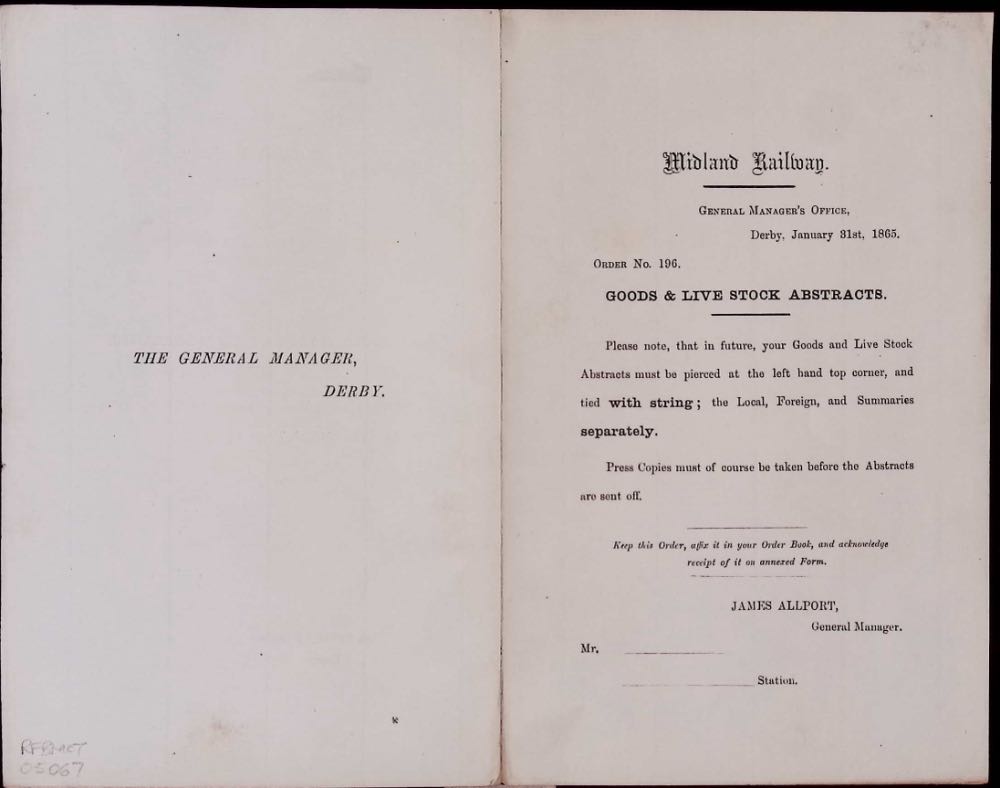 THE GENERAL MANAGER,
DERBY.
05067
Midland Railway.
GENERAL MANAGER'S OFFICE,
Derby, January 31st, 1865.
ORDER No. 196.
GOODS & LIVE STOCK ABSTRACTS.
Please note, that in future, your Goods and Live Stock
Abstracts must be pierced at the left hand top corner, and
tied with string; the Local, Foreign, and Summaries
separately.
Press Copies must of course be taken before the Abstracts
are sent off.
Keep this Order, affix it in your Order Book, and acknowledge
receipt of it on annexed Form.
JAMES ALLPORT,
General Manager.
Mr.
Station.